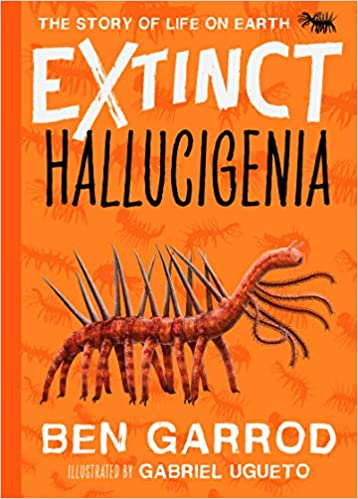 THE STORY OF LIFE ON EARTH
EXTINCT
HALLUCIGENIA
BEN GARROD
ILLUSTRATED BY GABRIEL UGUETO